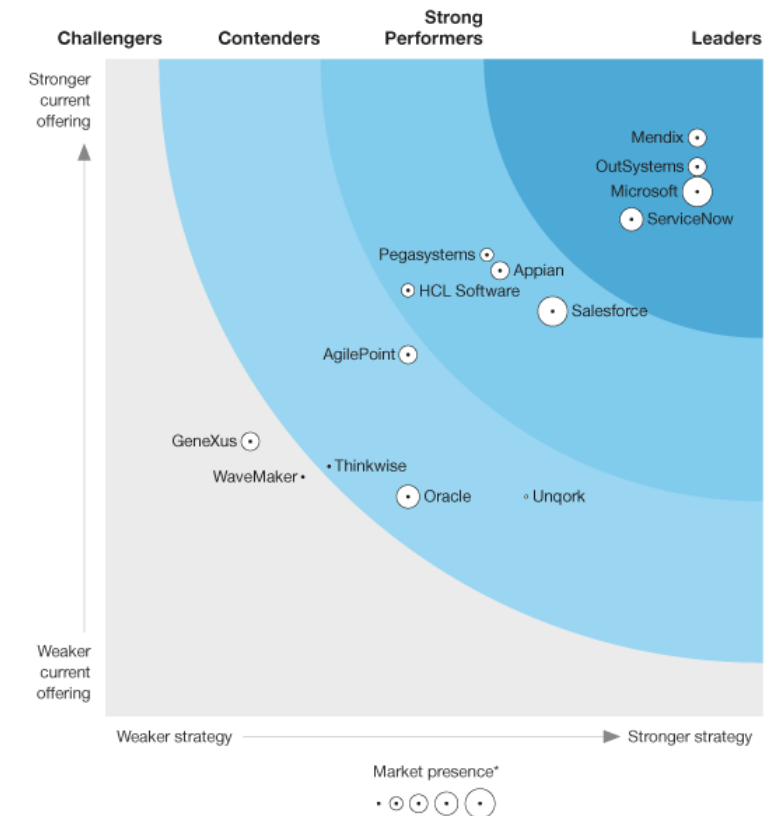 Strong
Challengers Contenders Performers Leaders
Stronger
current
offering
Mendix
OutSystems
Microsoft
ServiceNow
Pegasystems
Appian
HCL Software
Salesforce
AgilePoint
GeneXus
Thinkwise
WaveMaker
Oracle
Unqork
Weaker
current
offering
Weaker strategy
Stronger strategy
Market presence*